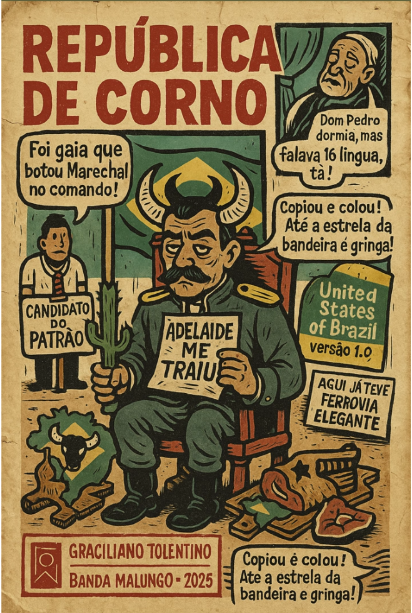 REPÚBLICA
DE CORNO
Dom Pedro
dormia, mas
falava 16 lingua,
tà!
Foi gaia que
botou Marechal
no comando!
Copiou e colou!
Até a estrela da
bandeira é gringa!
CANDIDATO
DO
PATRÃO
ADELAIDE
ME
TRAIU
United
States
of Brazil
versão 1.0
AGUI JÁ TEVE
FERROVIA
ELEGANTE
GRACILIANO TOLENTINO
BANDA MALUNGO • 2025
Copiou é colou!
Ate a estrela da
bandeira e gringa!